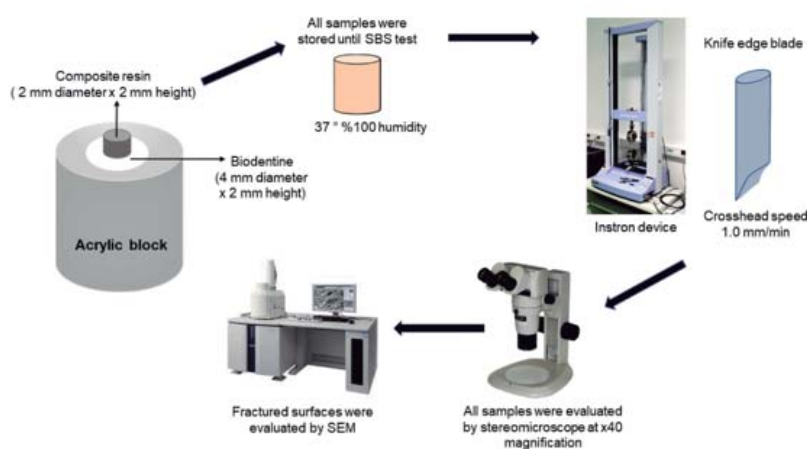 All samples were
stored until SBS test
37 ° %100 humidity
Composite resin
( 2 mm diameter x 2 mm height)
Biodentine
(4 mm diameter
x 2 mm height)
Acrylic block
Instron device
Knife edge blade
Crosshead speed
1.0 mm/min
All samples were evaluated
by stereomicroscope at x40
magnification
Fractured surfaces were
evaluated by SEM